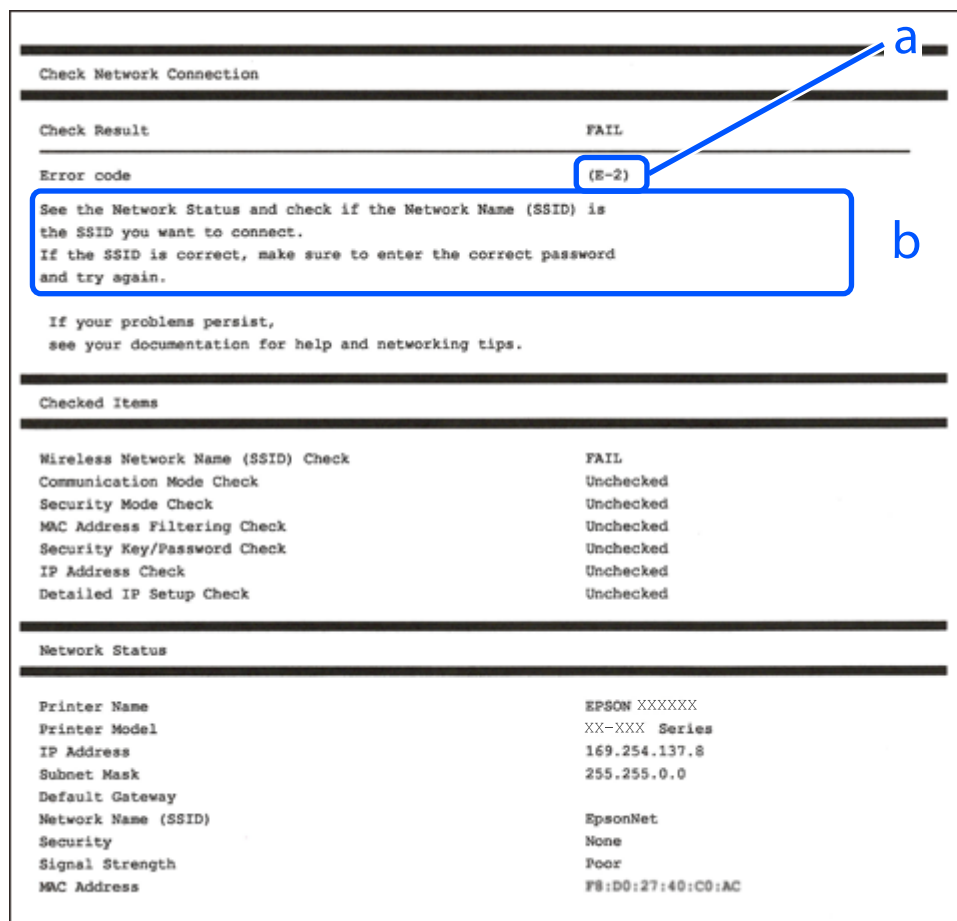 a
Check Network Connection
Check Result FAIL
Error code (E-2)
See the Network Status and check if the Network Name (SSID) is
the SSID you want to connect.
If the SSID is correct, make sure to enter the correct password
and try again.
b
If your problems persist,
see your documentation for help and networking tips.
Checked Items
Wireless Network Name (SSID) Check FAIL
Communication Mode Check Unchecked
Security Mode Check Unchecked
MAC Address Filtering Check Unchecked
Security Key/Password Check Unchecked
IP Address Check Unchecked
Detailed IP Setup Check Unchecked
Network Status
Printer Name EPSON XXXXXX
Printer Model XX-XXX Series
IP Address 169.254.137.8
Subnet Mask 255.255.0.0
Default Gateway
Network Name (SSID) EpsonNet
Security None
Signal Strength Poor
MAC Address F8:D0:27:40:C0:AC